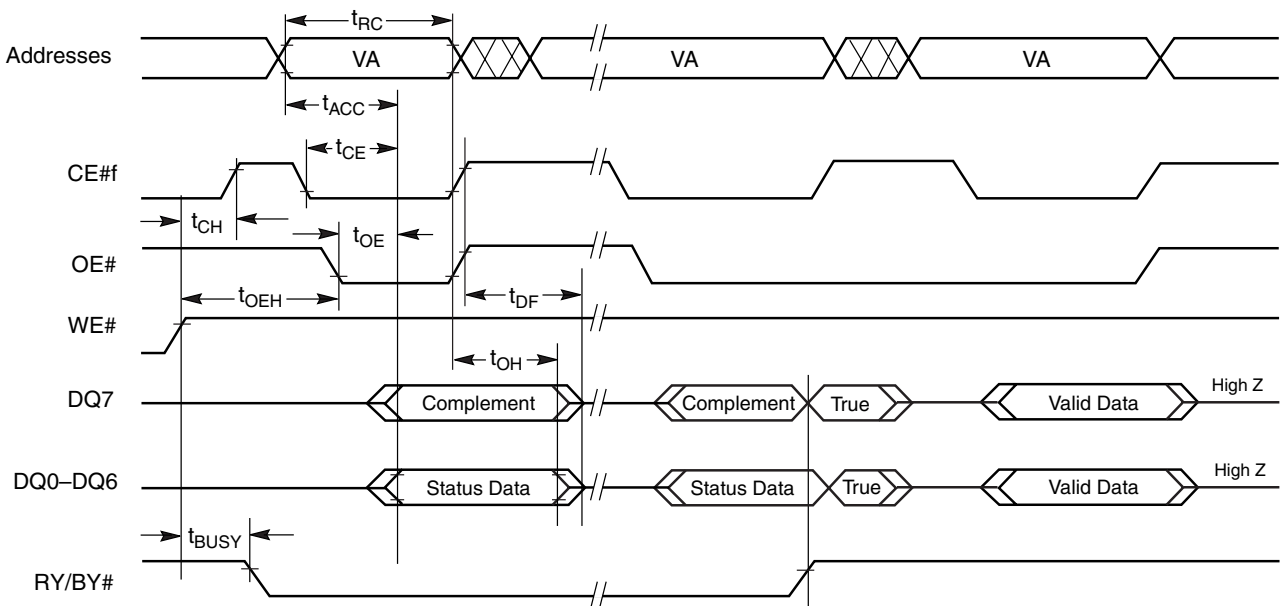 tRC
Addresses VA VA VA
tACC
tCE
CE#f
tCH
tOE
OE#
tOEH tDF
WE#
tOH
High Z
DQ7 Complement Complement True Valid Data
High Z
DQ0–DQ6 Status Data Status Data True Valid Data
tBUSY
RY/BY#